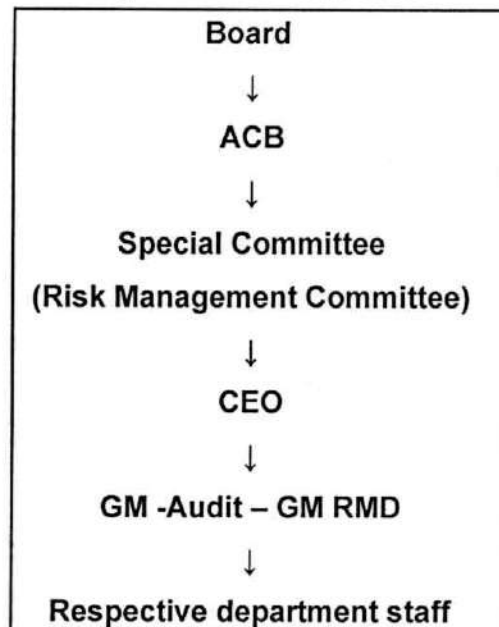 Board
↓
ACB
↓
Special Committee
(Risk Management Committee)
↓
CEO
↓
GM -Audit – GM RMD
↓
Respective department staff